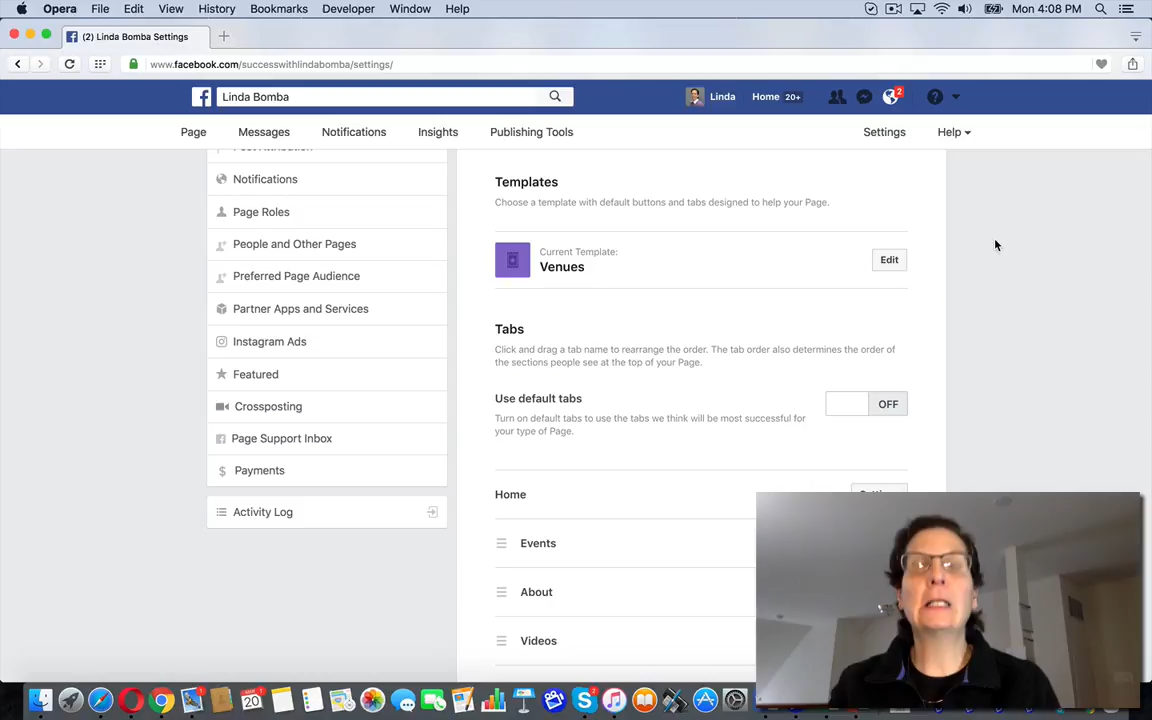 Opera File Edit View History Bookmarks Developer Window Help Mon 4:08 PM
(2) Linda Bomba Settings
www.facebook.com/successwithlindabomba/settings/
Linda Bomba Linda Home 20+ 2
Page Messages Notifications Insights Publishing Tools Settings Help
Notifications
Page Roles
People and Other Pages
Preferred Page Audience
Partner Apps and Services
Instagram Ads
Featured
Crossposting
Page Support Inbox
Payments
Activity Log
Templates
Choose a template with default buttons and tabs designed to help your Page.
Current Template:
Venues
Edit
Tabs
Click and drag a tab name to rearrange the order. The tab order also determines the order of
the sections people see at the top of your Page.
Use default tabs
OFF
Turn on default tabs to use the tabs we think will be most successful for
your type of Page.
Home
Events
About
Videos
20